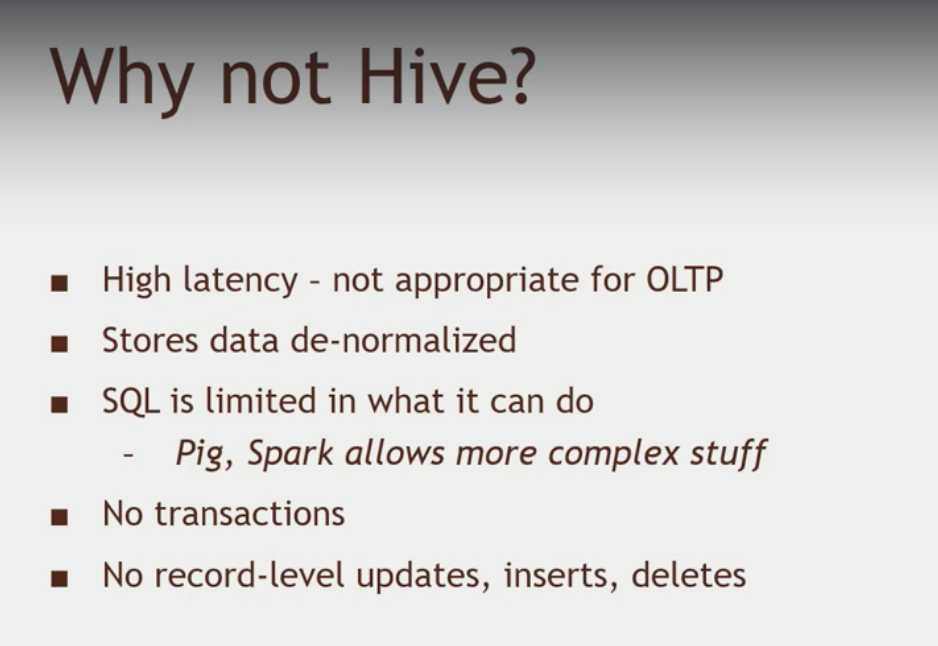 Why not Hive?
■ High latency – not appropriate for OLTP
■ Stores data de-normalized
■ SQL is limited in what it can do
– Pig, Spark allows more complex stuff
■ No transactions
■ No record-level updates, inserts, deletes